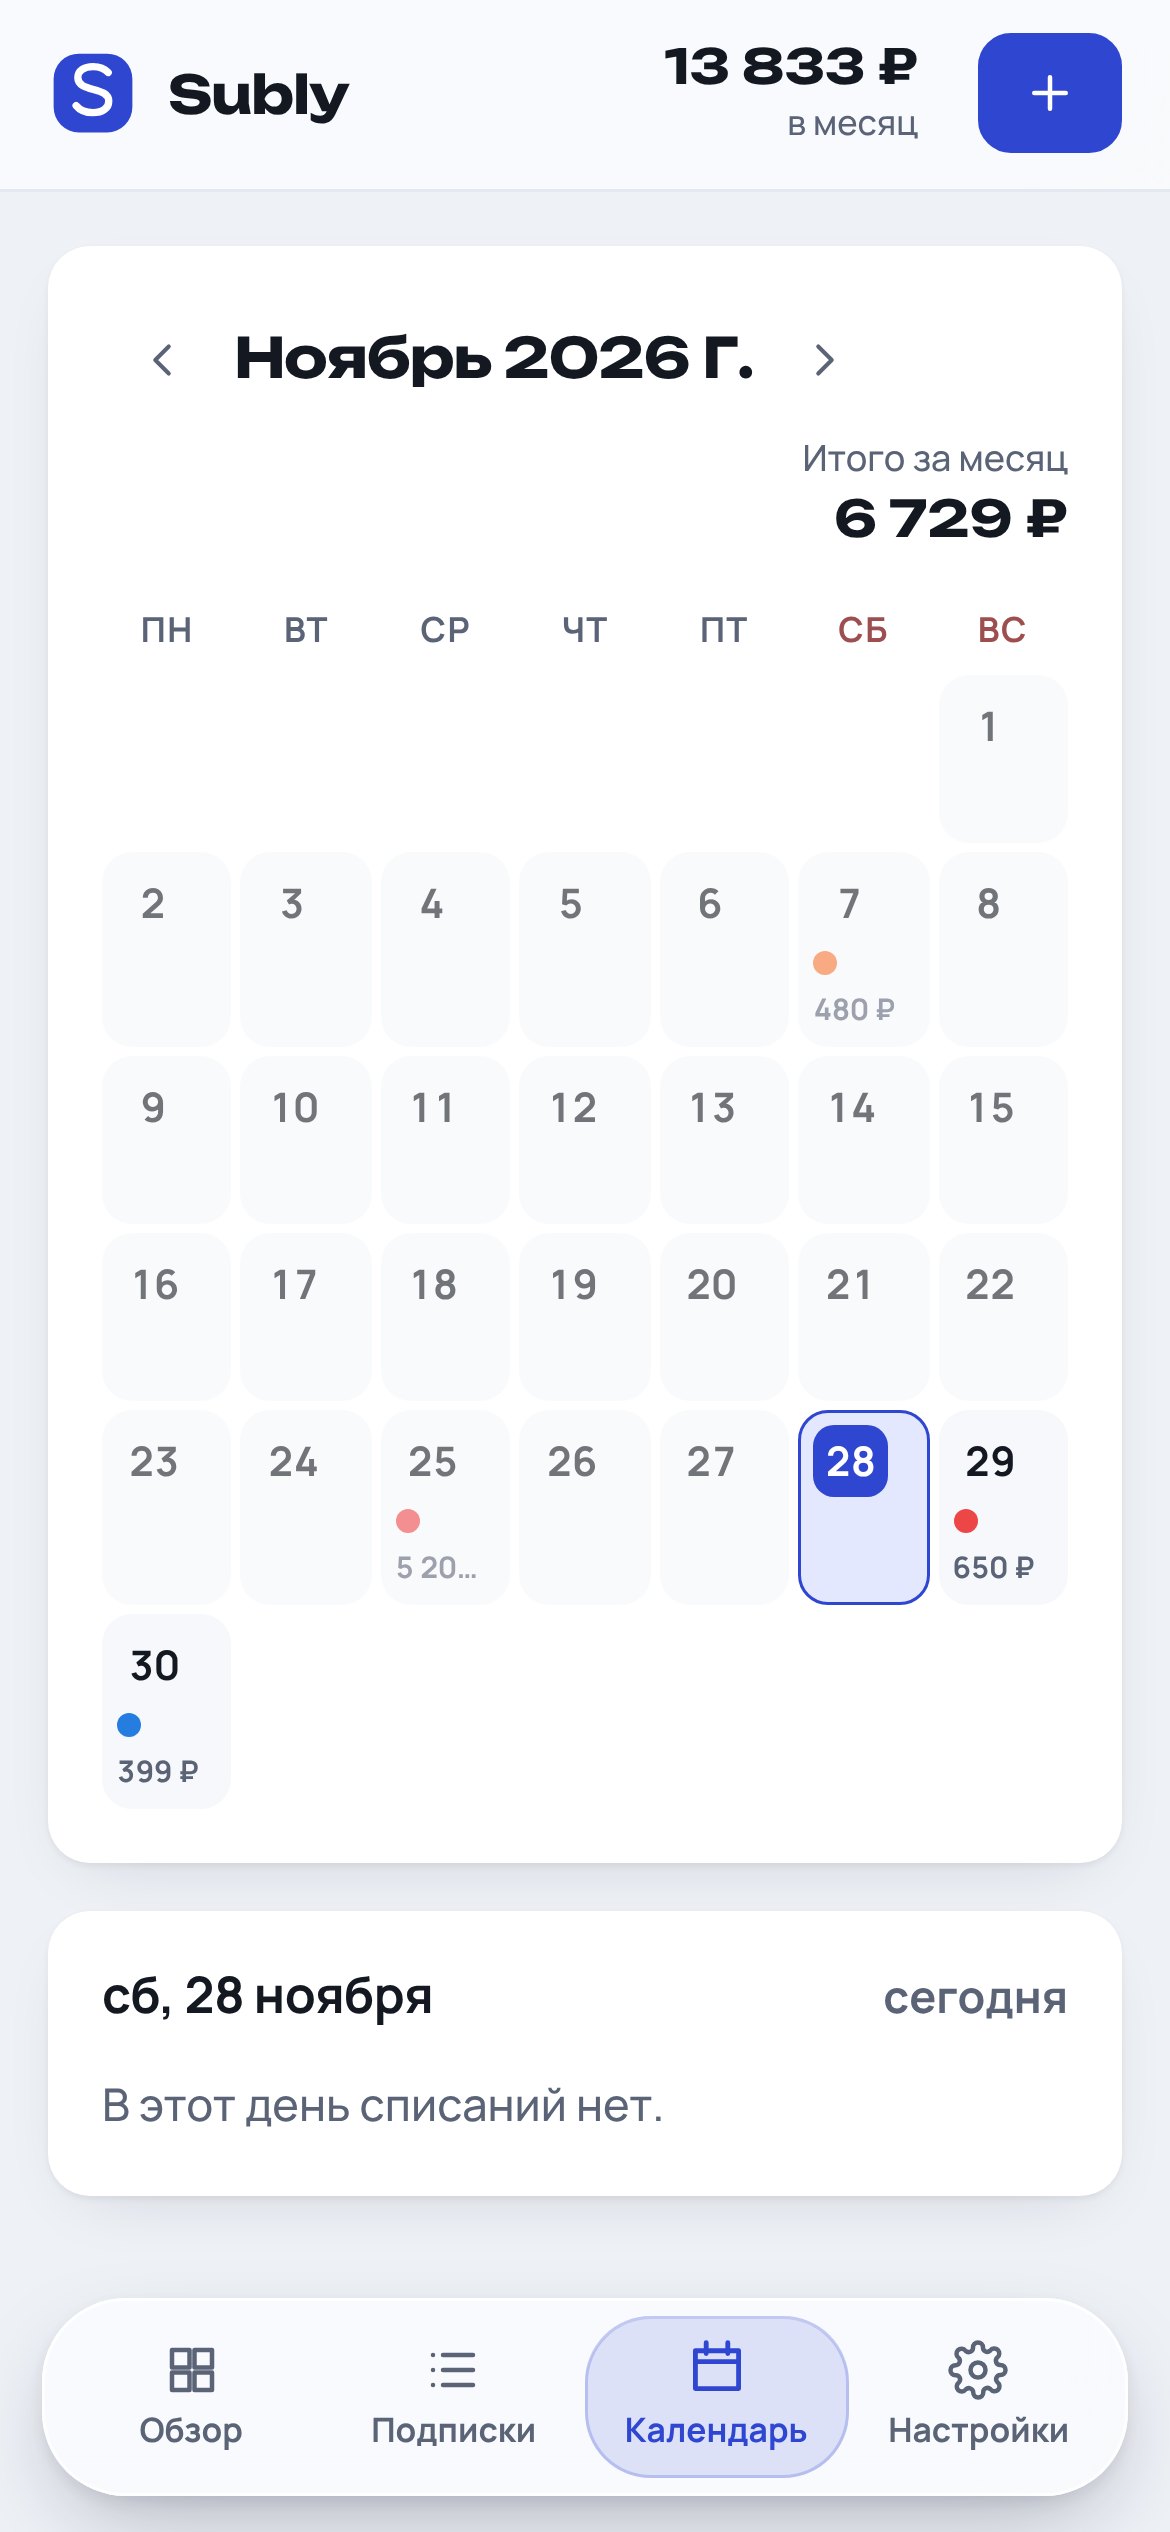 S Subly
13 833 ₽
в месяц
Ноябрь 2026 Г.
Итого за месяц
6 729 ₽
ПН ВТ СР ЧТ ПТ СБ ВС
1
2 3 4 5 6 7 8
480 ₽
9 10 11 12 13 14 15
16 17 18 19 20 21 22
23 24 25 26 27 28 29
5 20... 650 ₽
30
399 ₽
сб, 28 ноября сегодня
В этот день списаний нет.
Обзор Подписки Календарь Настройки